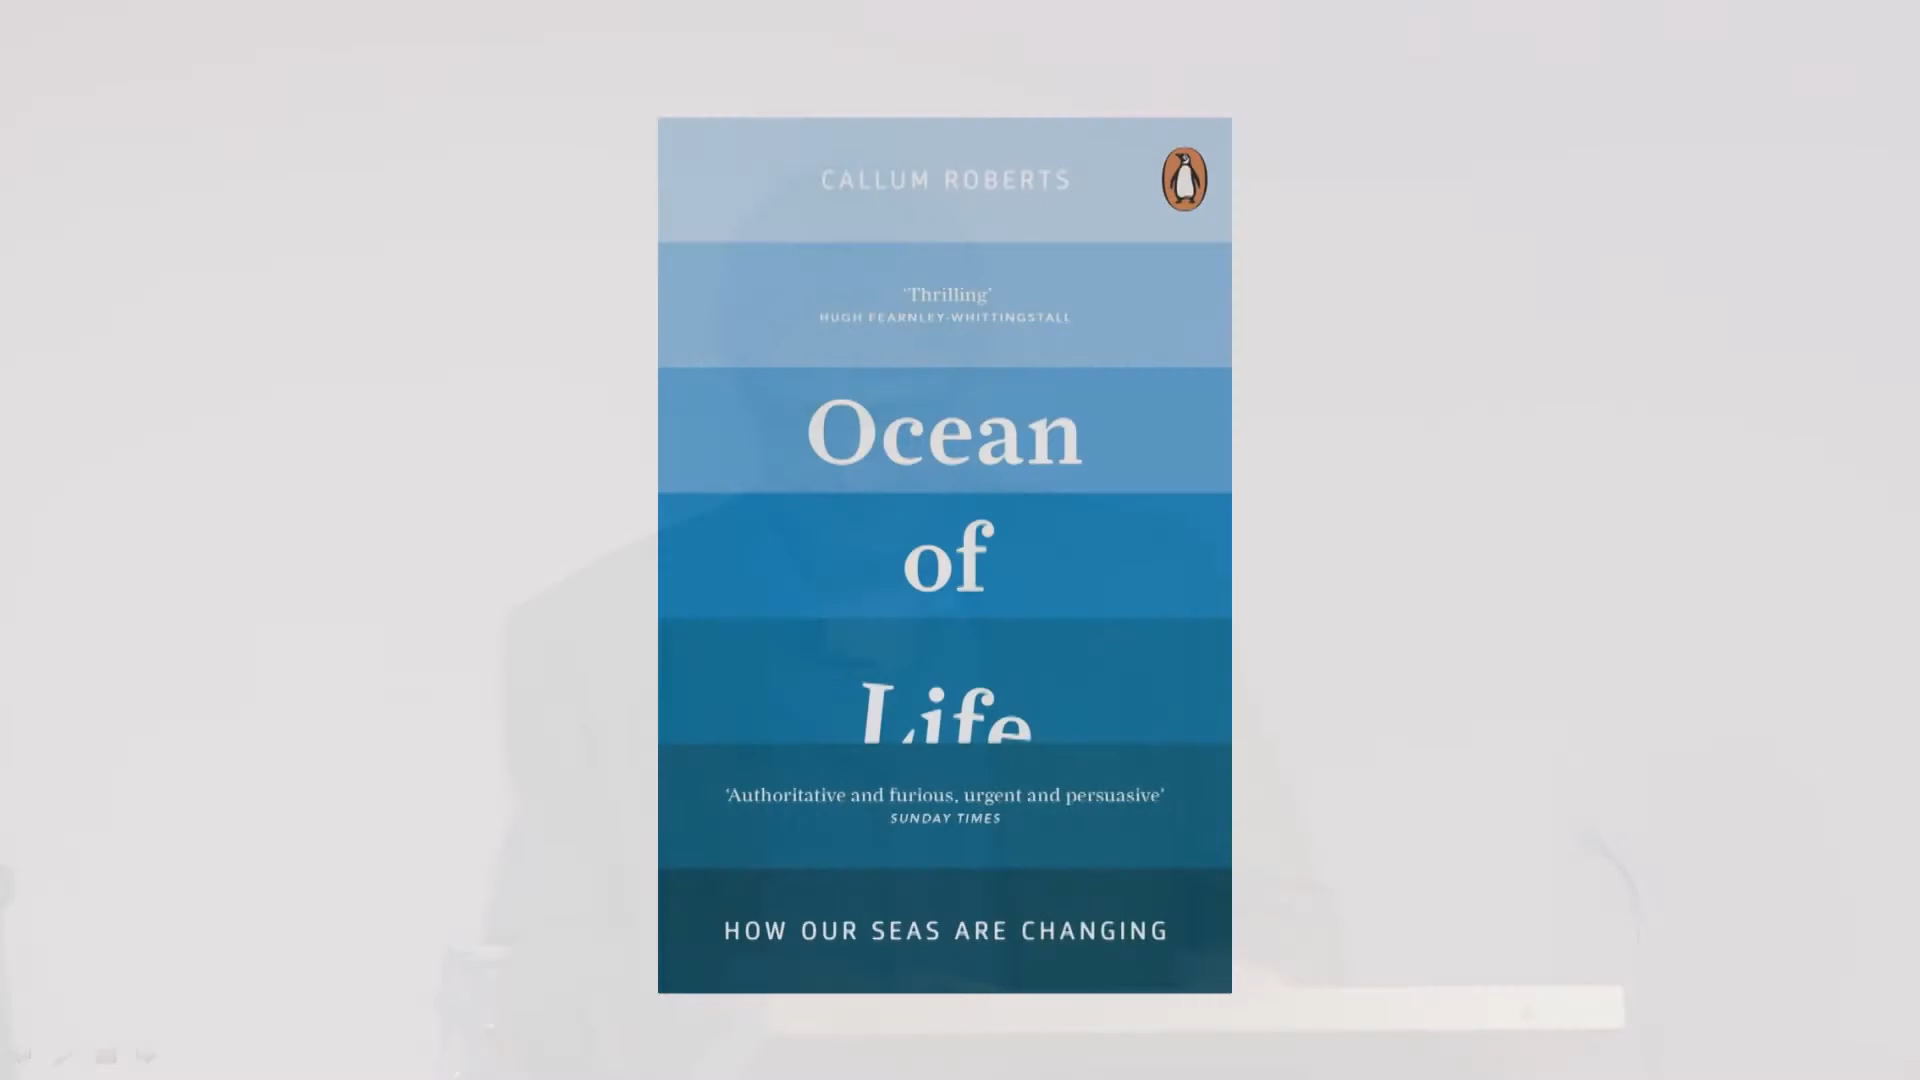 CALLUM ROBERTS
‘Thrilling’
HUGH FEARNLEY-WHITTINGSTALL
Ocean
of
Life
‘Authoritative and furious, urgent and persuasive’
SUNDAY TIMES
HOW OUR SEAS ARE CHANGING